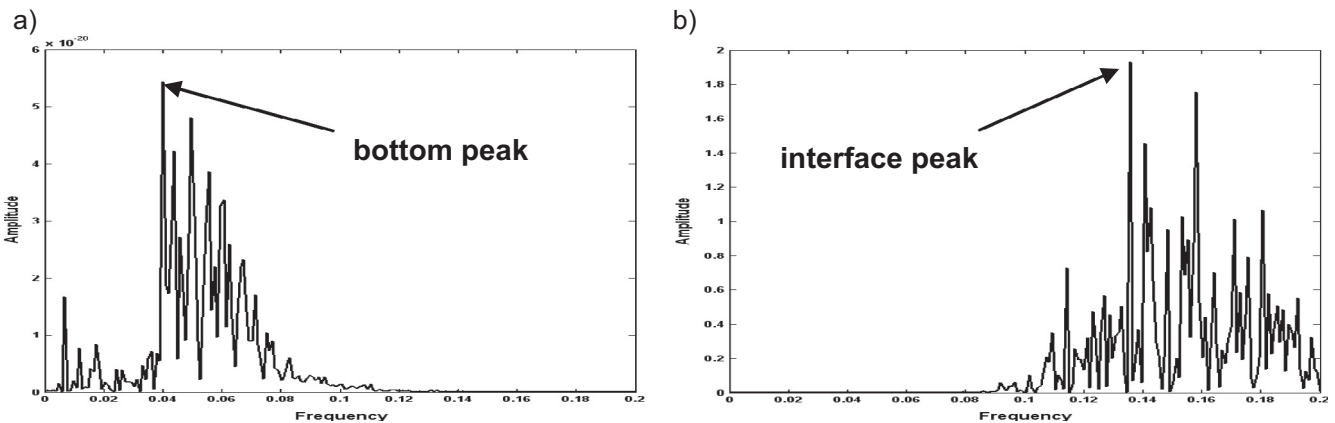 a)
× 10⁻²⁰
6
5
4
3
2
1
0
Amplitude
bottom peak
0 0.02 0.04 0.06 0.08 0.1 0.12 0.14 0.16 0.18 0.2
Frequency
b)
2
1.8
1.6
1.4
1.2
1
0.8
0.6
0.4
0.2
0
Amplitude
interface peak
0 0.02 0.04 0.06 0.08 0.1 0.12 0.14 0.16 0.18 0.2
Frequency